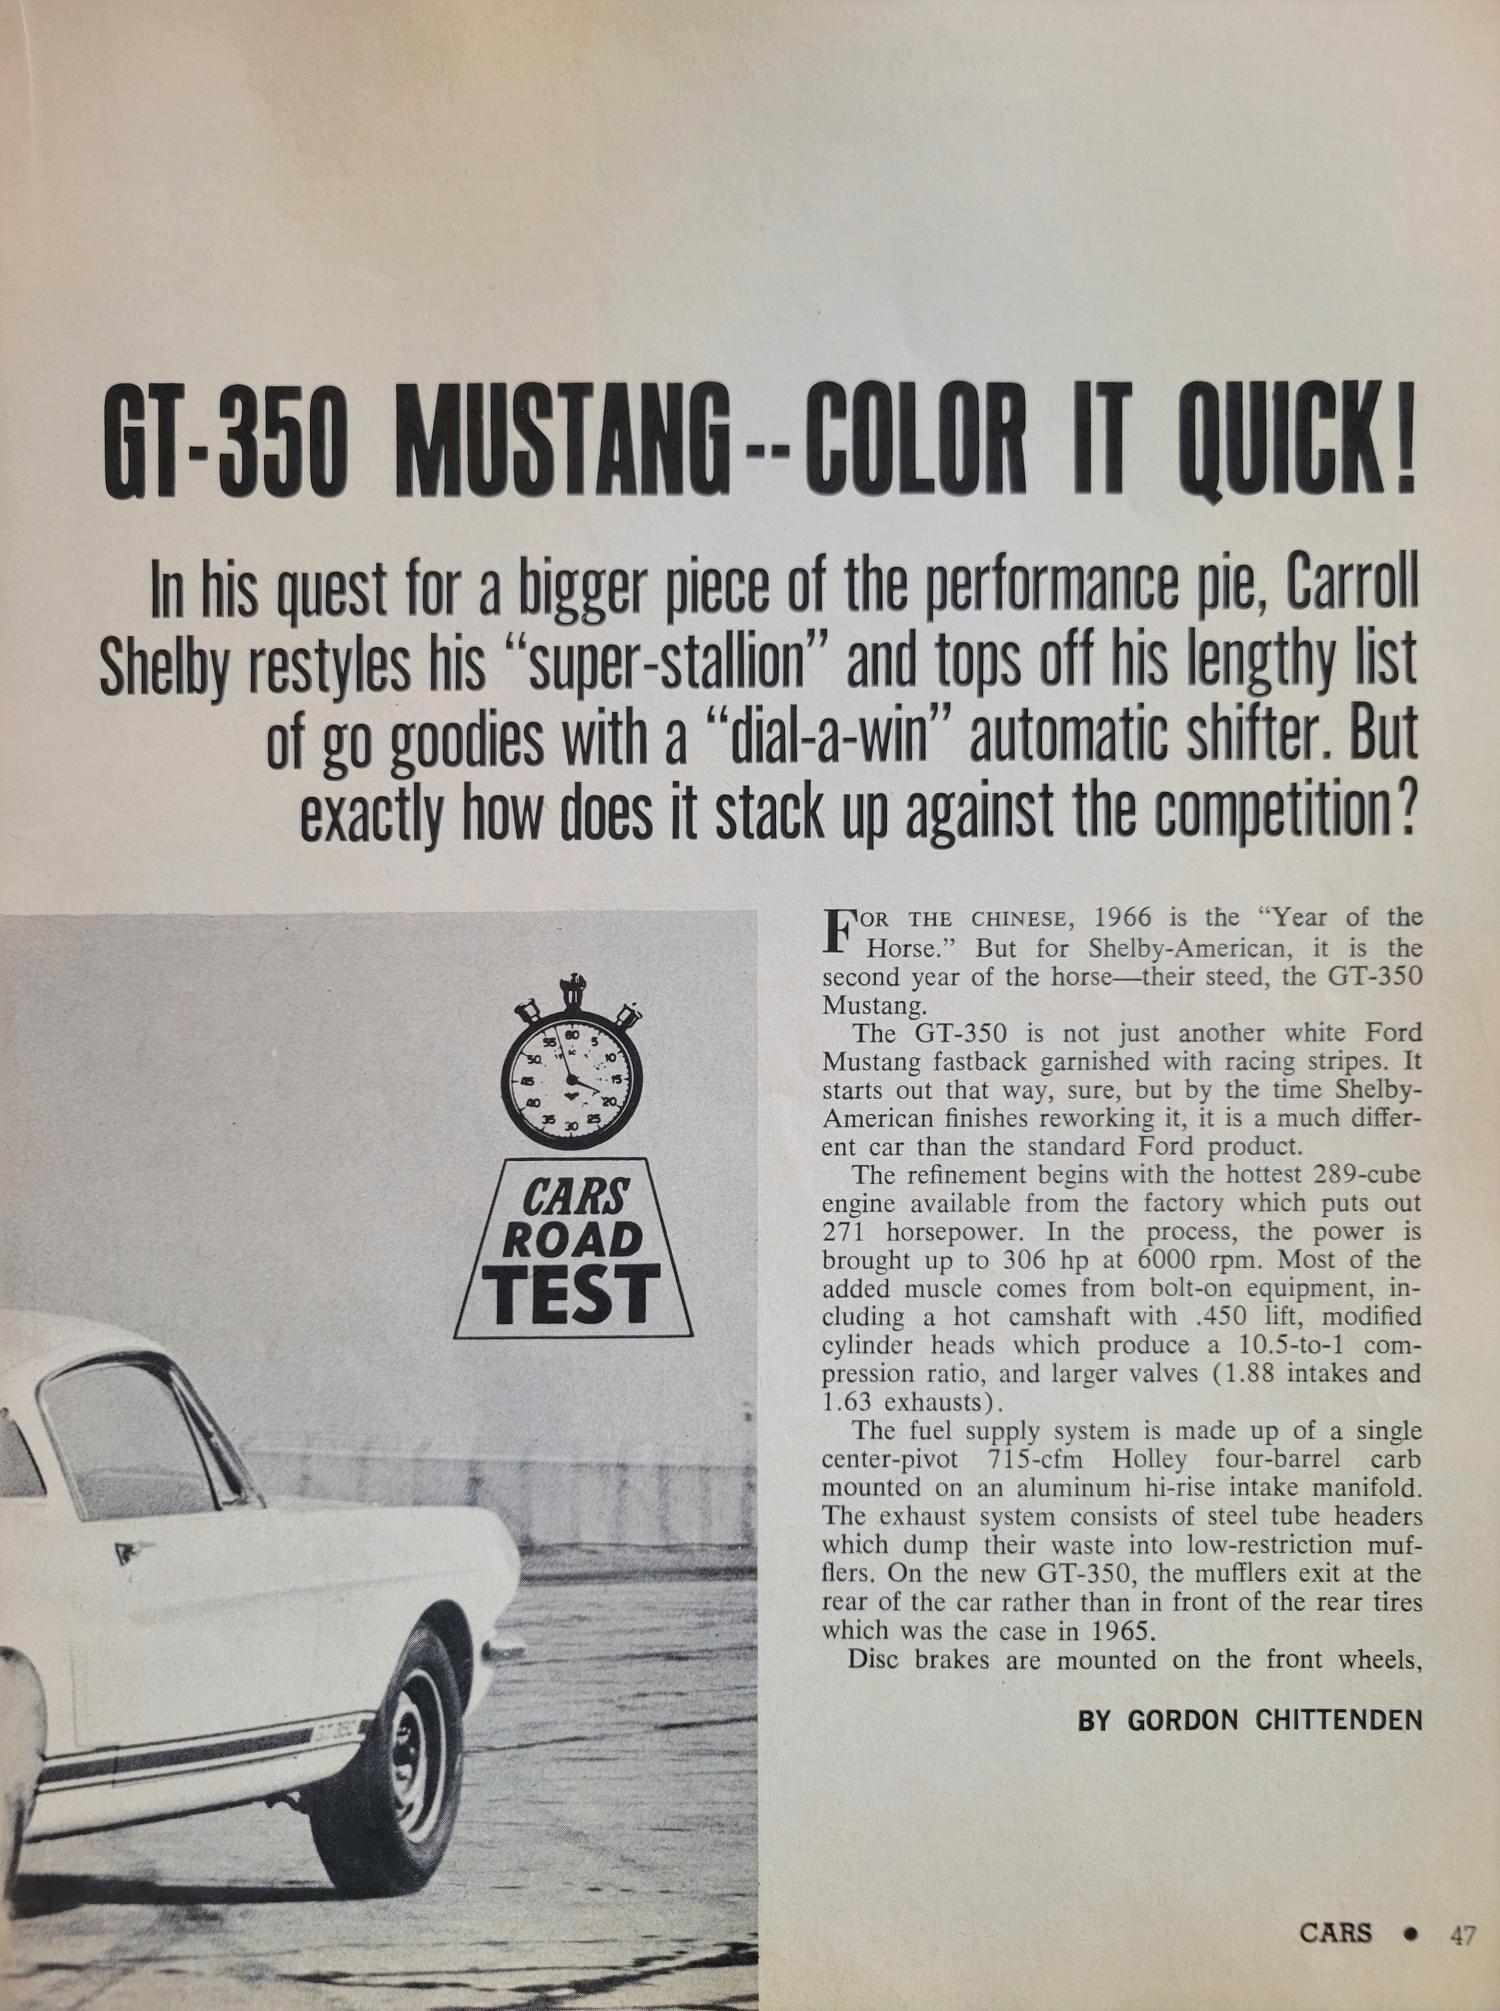 GT-350 MUSTANG--COLOR IT QUICK!
In his quest for a bigger piece of the performance pie, Carroll
Shelby restyles his “super-stallion” and tops off his lengthy list
of go goodies with a “dial-a-win” automatic shifter. But
exactly how does it stack up against the competition?
60
5
10
15
20
25
30
35
40
45
50
55
CARS
ROAD
TEST
GT 350
FOR THE CHINESE, 1966 is the “Year of the
Horse.” But for Shelby-American, it is the
second year of the horse—their steed, the GT-350
Mustang.
The GT-350 is not just another white Ford
Mustang fastback garnished with racing stripes. It
starts out that way, sure, but by the time Shelby-
American finishes reworking it, it is a much differ-
ent car than the standard Ford product.
The refinement begins with the hottest 289-cube
engine available from the factory which puts out
271 horsepower. In the process, the power is
brought up to 306 hp at 6000 rpm. Most of the
added muscle comes from bolt-on equipment, in-
cluding a hot camshaft with .450 lift, modified
cylinder heads which produce a 10.5-to-1 com-
pression ratio, and larger valves (1.88 intakes and
1.63 exhausts).
The fuel supply system is made up of a single
center-pivot 715-cfm Holley four-barrel carb
mounted on an aluminum hi-rise intake manifold.
The exhaust system consists of steel tube headers
which dump their waste into low-restriction muf-
flers. On the new GT-350, the mufflers exit at the
rear of the car rather than in front of the rear tires
which was the case in 1965.
Disc brakes are mounted on the front wheels,
BY GORDON CHITTENDEN
CARS • 47